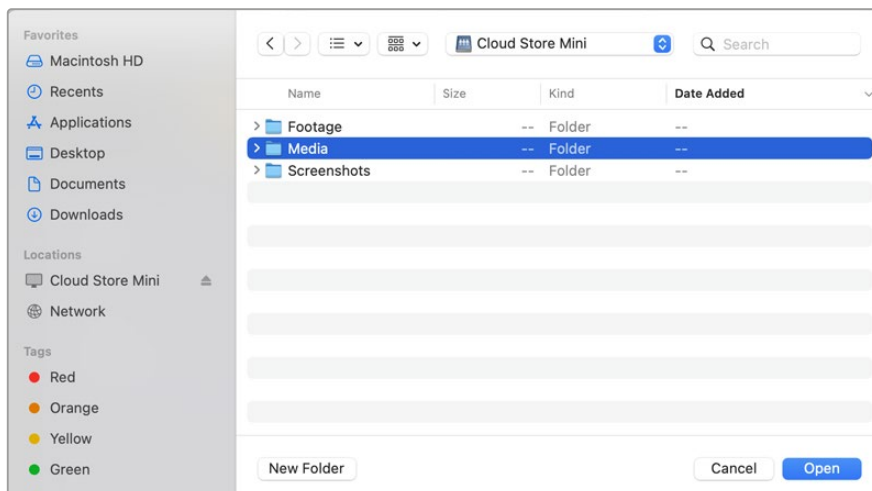 Favorites
Macintosh HD
Recents
Applications
Desktop
Documents
Downloads
Locations
Cloud Store Mini
Network
Tags
Red
Orange
Yellow
Green
Cloud Store Mini
Search
Name Size Kind Date Added
Footage -- Folder --
Media -- Folder --
Screenshots -- Folder --
New Folder Cancel Open